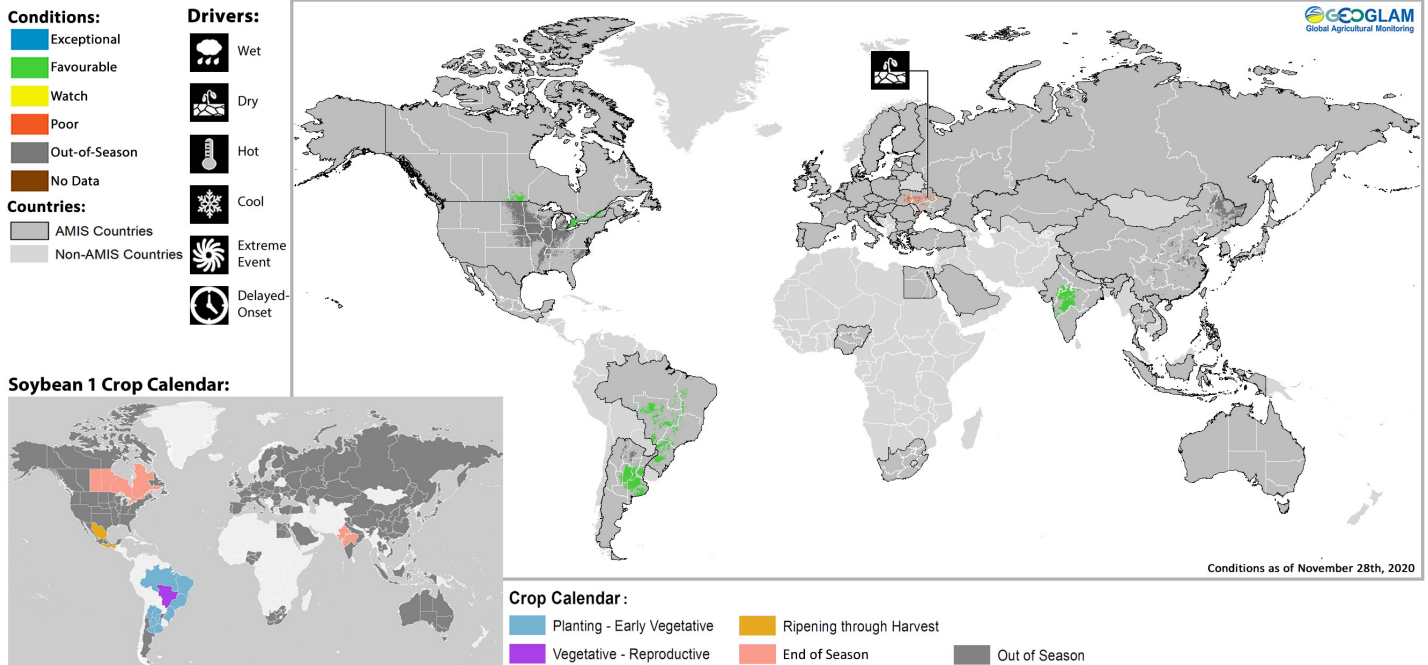 Conditions:
Exceptional
Favourable
Watch
Poor
Out-of-Season
No Data
Countries:
AMIS Countries
Non-AMIS Countries
Drivers:
Wet
Dry
Hot
Cool
Extreme
Event
Delayed-
Onset
GEOGLAM
Global Agricultural Monitoring
Conditions as of November 28th, 2020
Soybean 1 Crop Calendar:
Crop Calendar :
Planting - Early Vegetative
Ripening through Harvest
Vegetative - Reproductive
End of Season
Out of Season